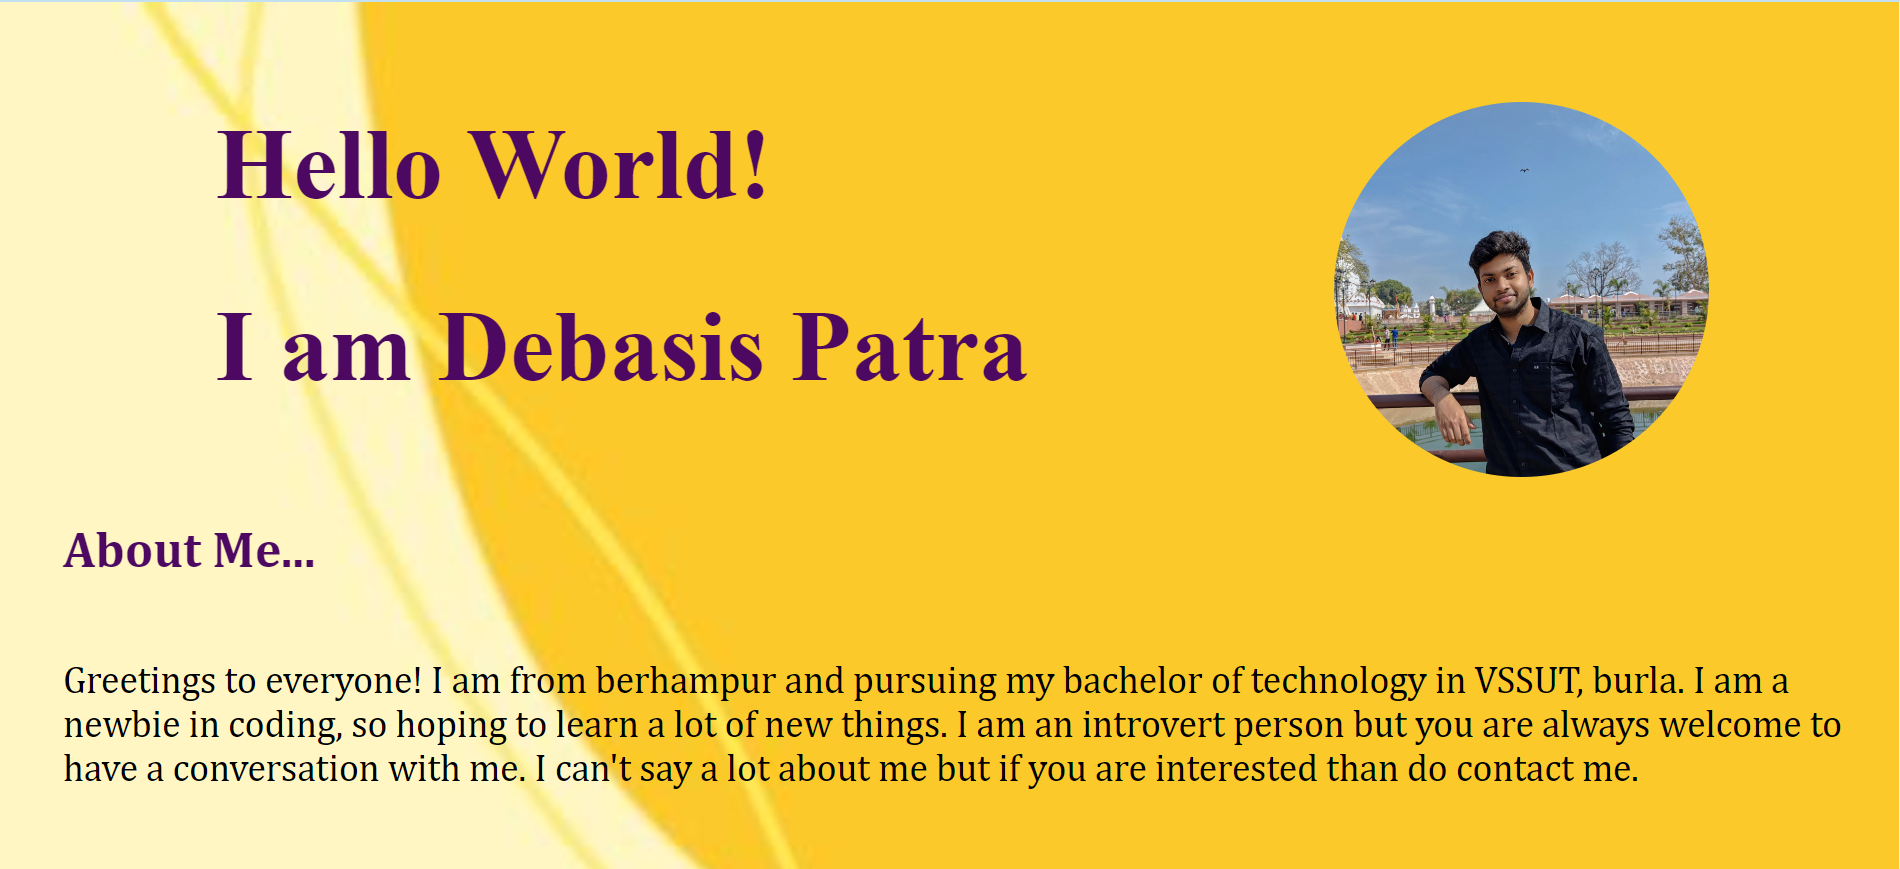 Hello World!
I am Debasis Patra
About Me...
Greetings to everyone! I am from berhampur and pursuing my bachelor of technology in VSSUT, burla. I am a
newbie in coding, so hoping to learn a lot of new things. I am an introvert person but you are always welcome to
have a conversation with me. I can't say a lot about me but if you are interested than do contact me.